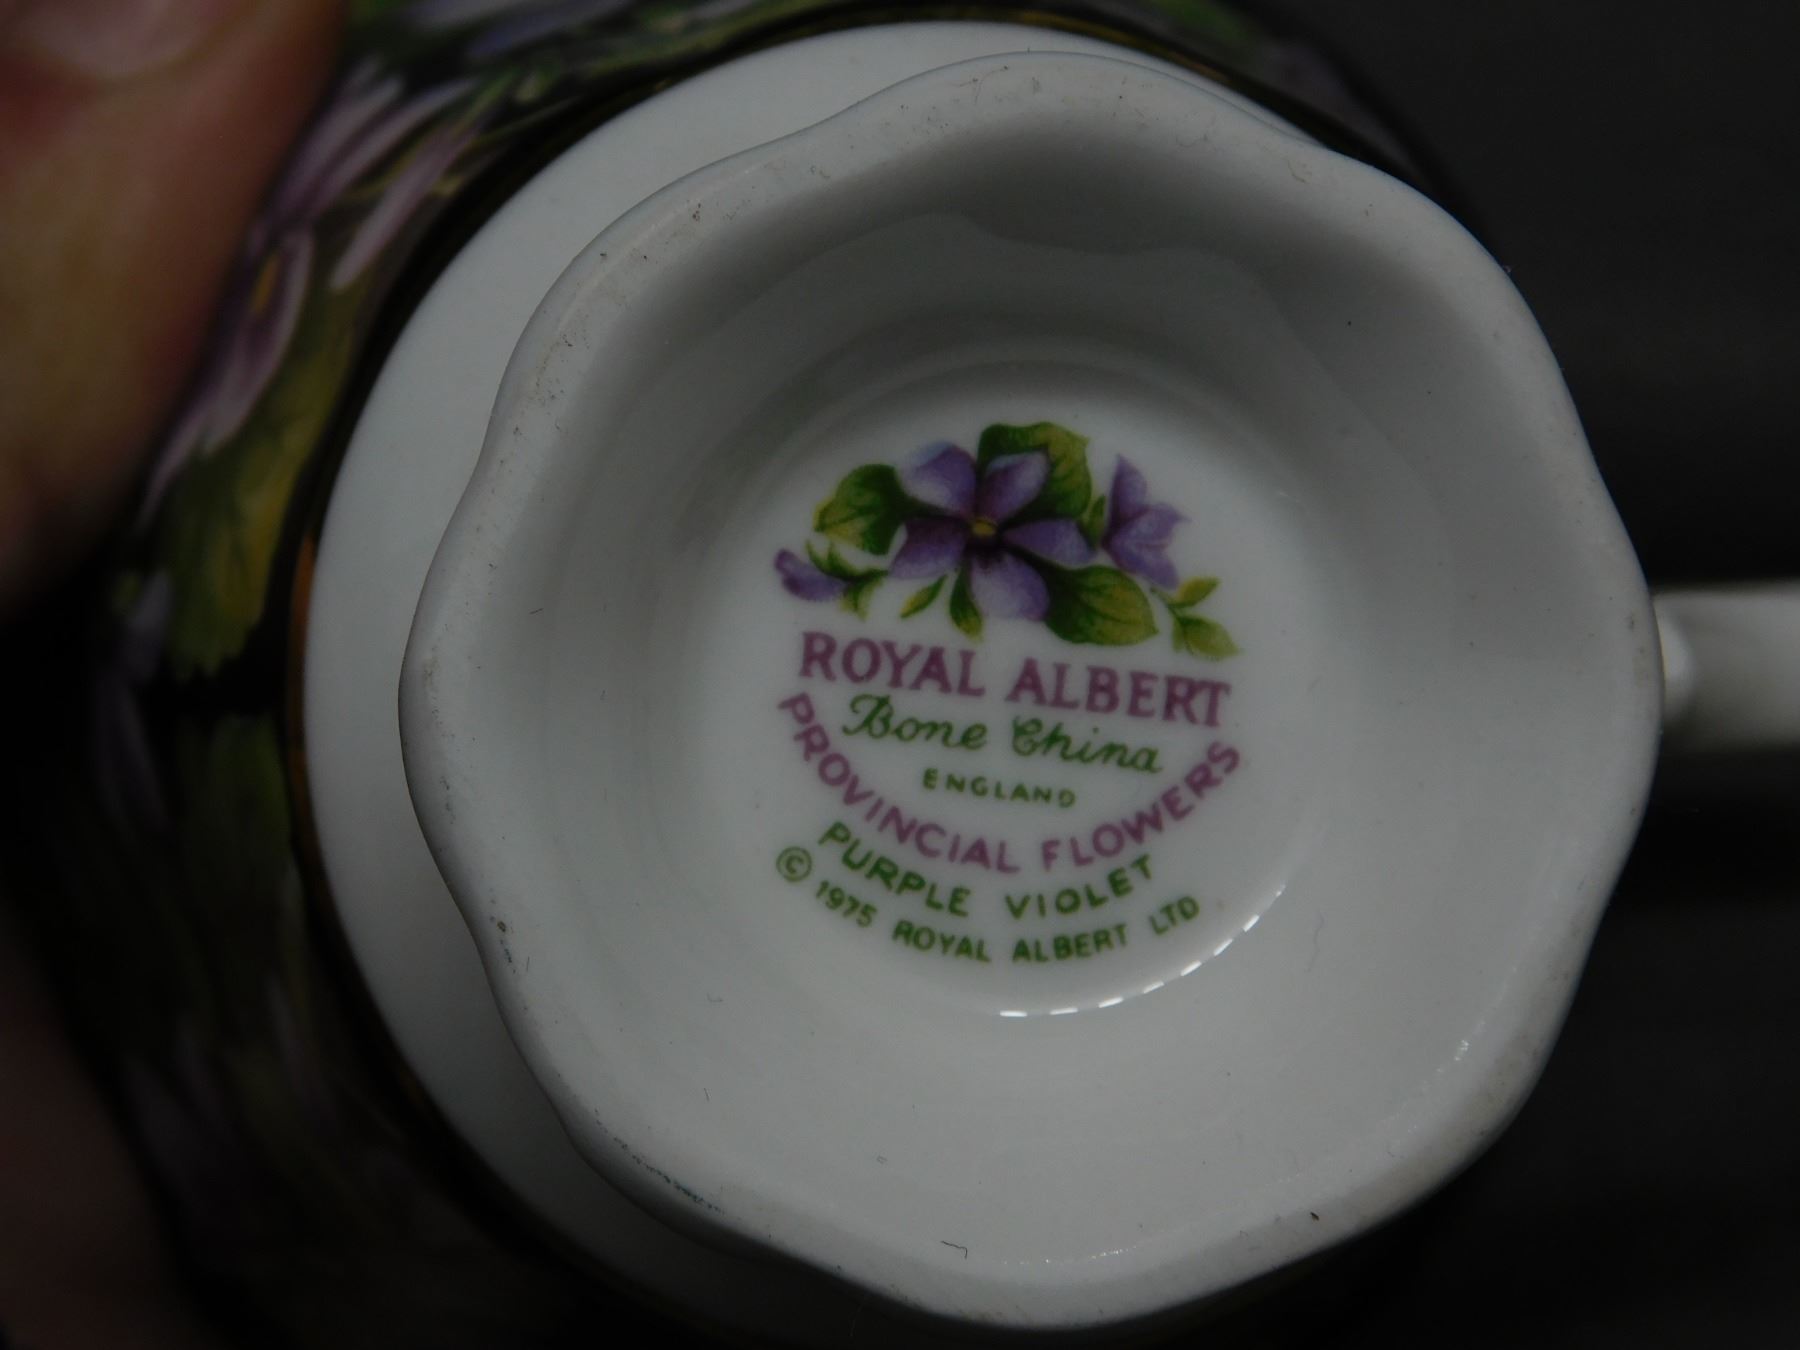 ROYAL ALBERT
Bone China
ENGLAND
PROVINCIAL FLOWERS
PURPLE VIOLET
© 1975 ROYAL ALBERT LTD